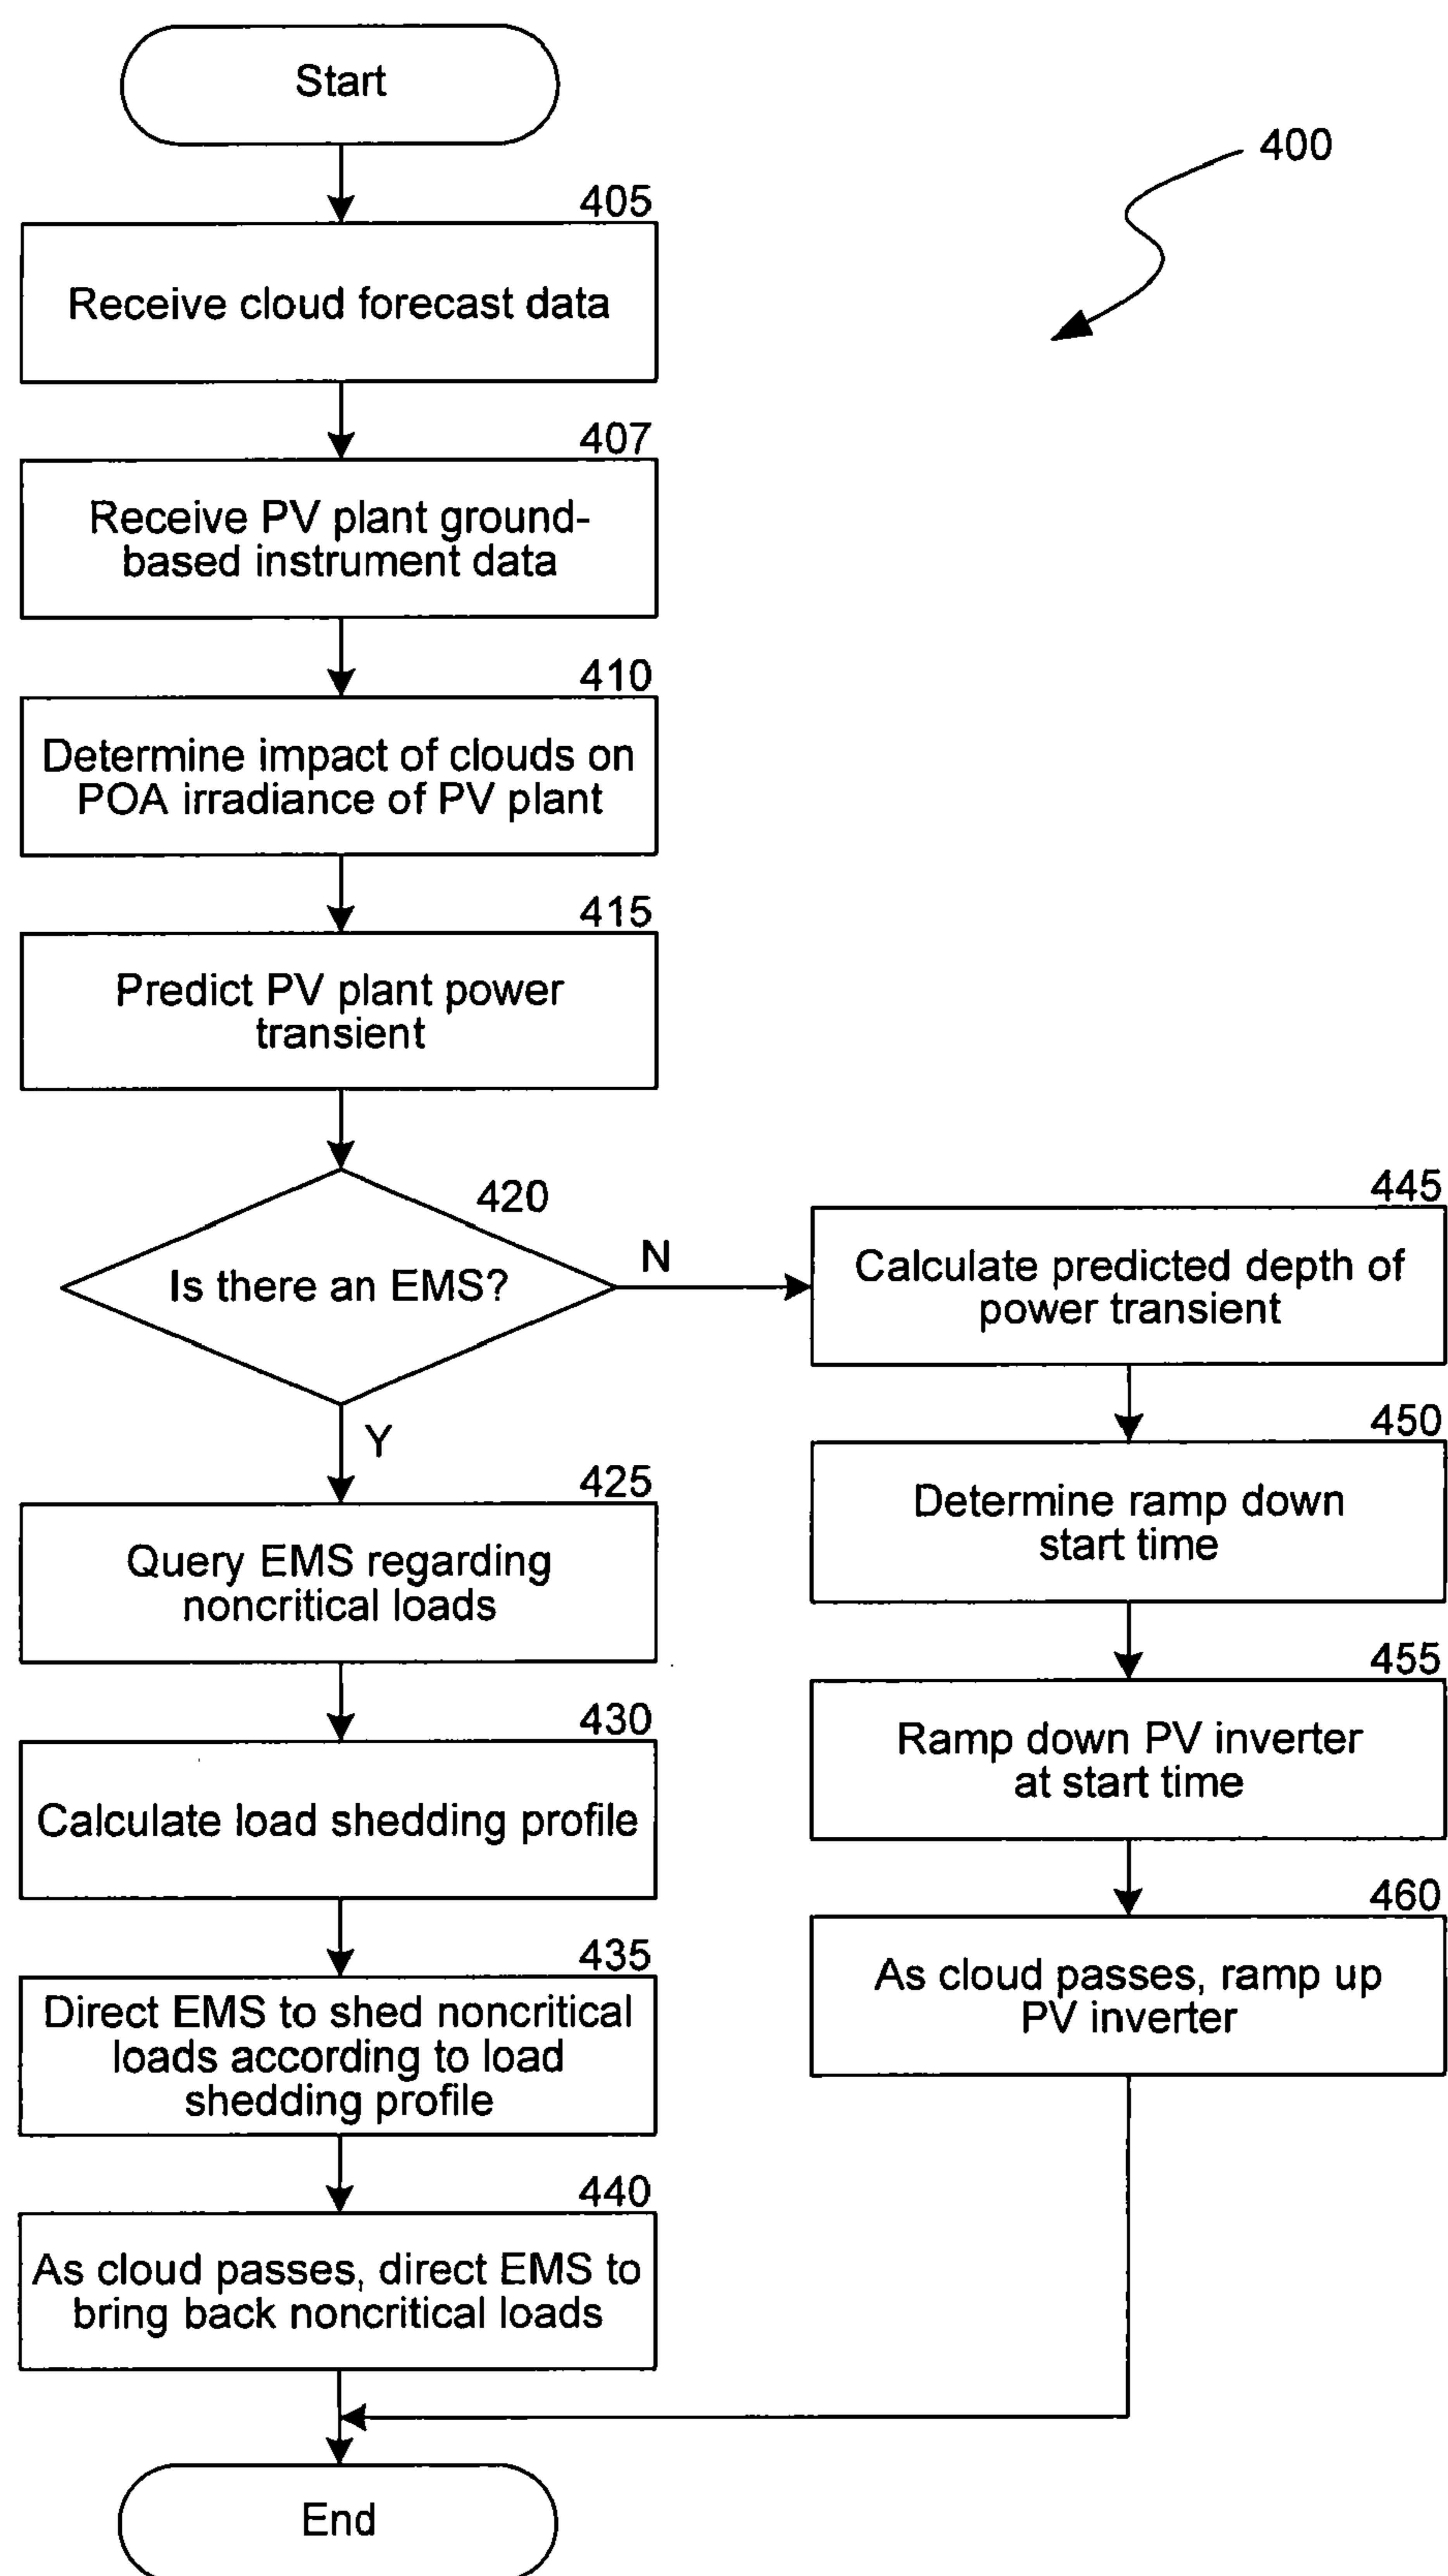 Start
400
405
Receive cloud forecast data
407
Receive PV plant ground-
based instrument data
410
Determine impact of clouds on
POA irradiance of PV plant
415
Predict PV plant power
transient
420
Is there an EMS?
N
Y
445
Calculate predicted depth of
power transient
450
Determine ramp down
start time
455
Ramp down PV inverter
at start time
460
As cloud passes, ramp up
PV inverter
425
Query EMS regarding
noncritical loads
430
Calculate load shedding profile
435
Direct EMS to shed noncritical
loads according to load
shedding profile
440
As cloud passes, direct EMS to
bring back noncritical loads
End